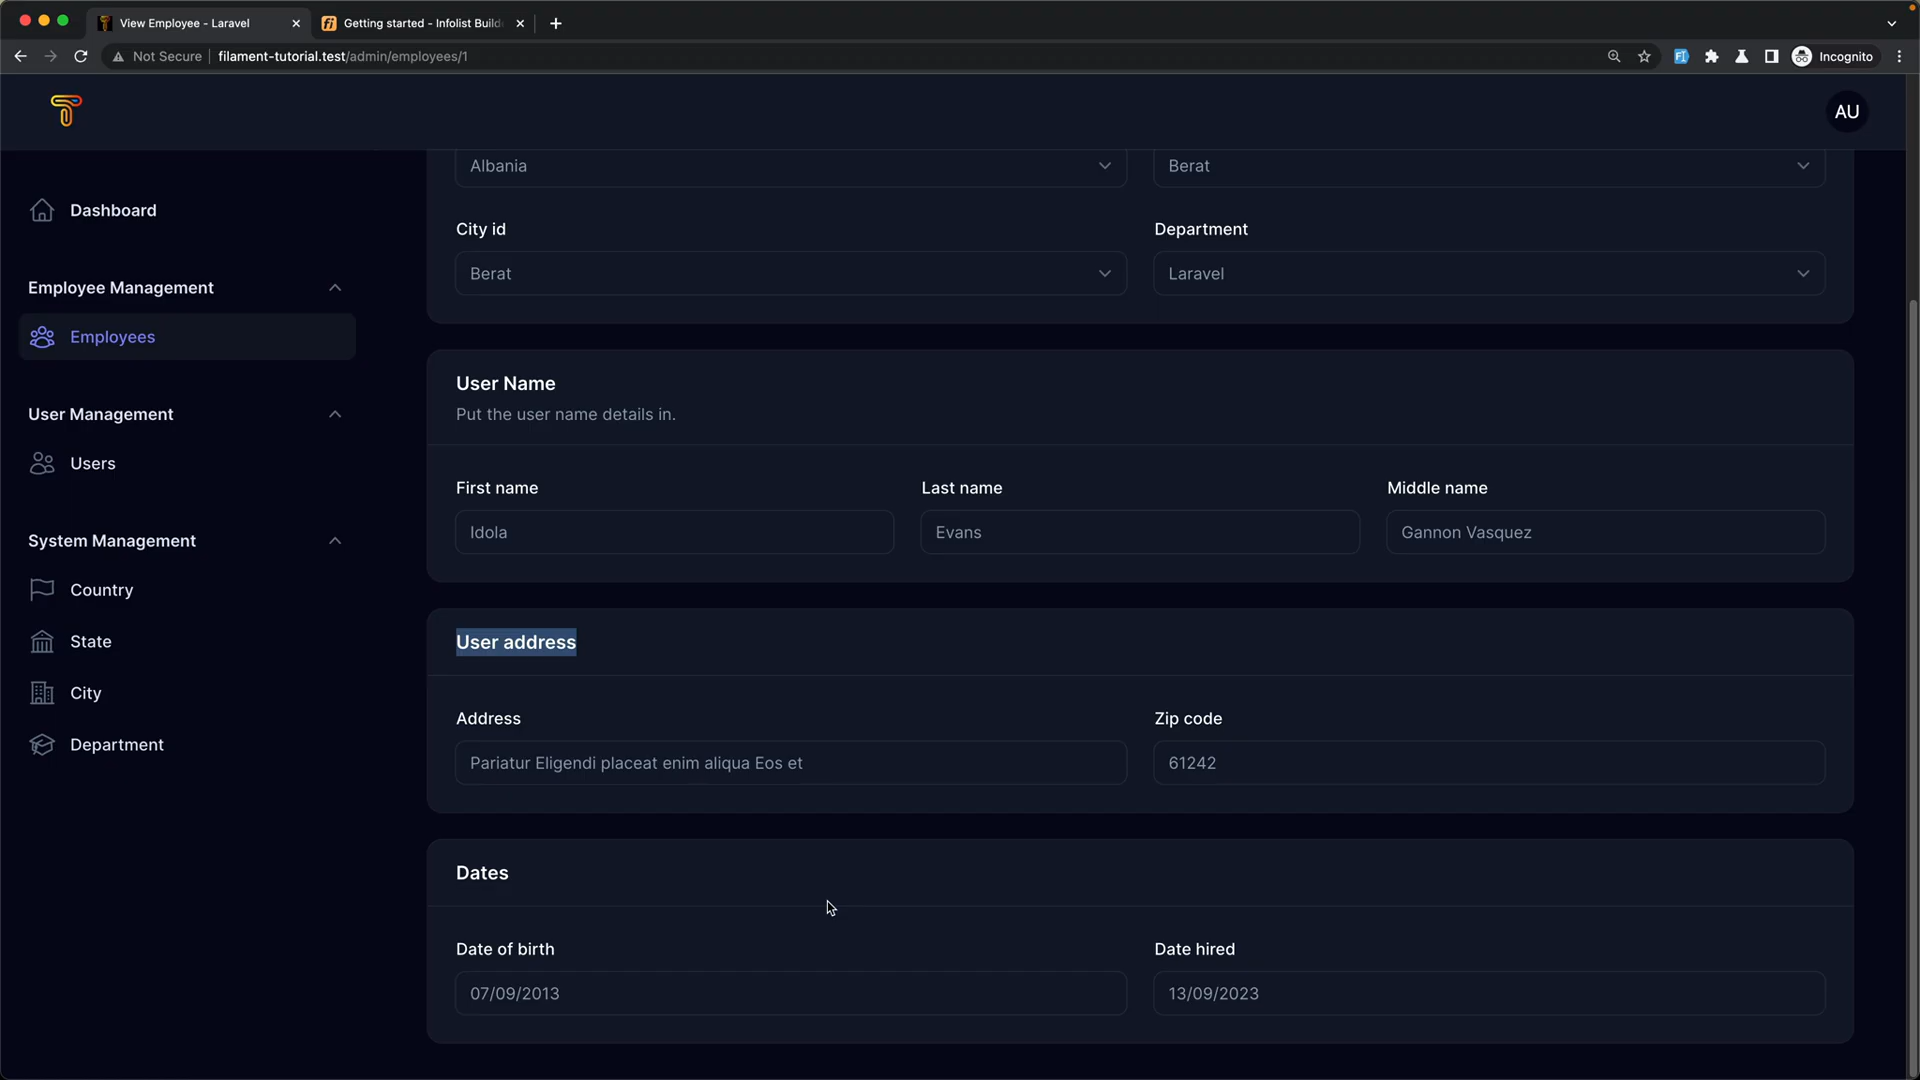 View Employee - Laravel
Getting started - Infolist Build
Not Secure
filament-tutorial.test/admin/employees/1
Incognito
AU
Dashboard
Employee Management
Employees
User Management
Users
System Management
Country
State
City
Department
Albania
Berat
City id
Department
Berat
Laravel
User Name
Put the user name details in.
First name
Last name
Middle name
Idola
Evans
Gannon Vasquez
User address
Address
Zip code
Pariatur Eligendi placeat enim aliqua Eos et
61242
Dates
Date of birth
Date hired
07/09/2013
13/09/2023